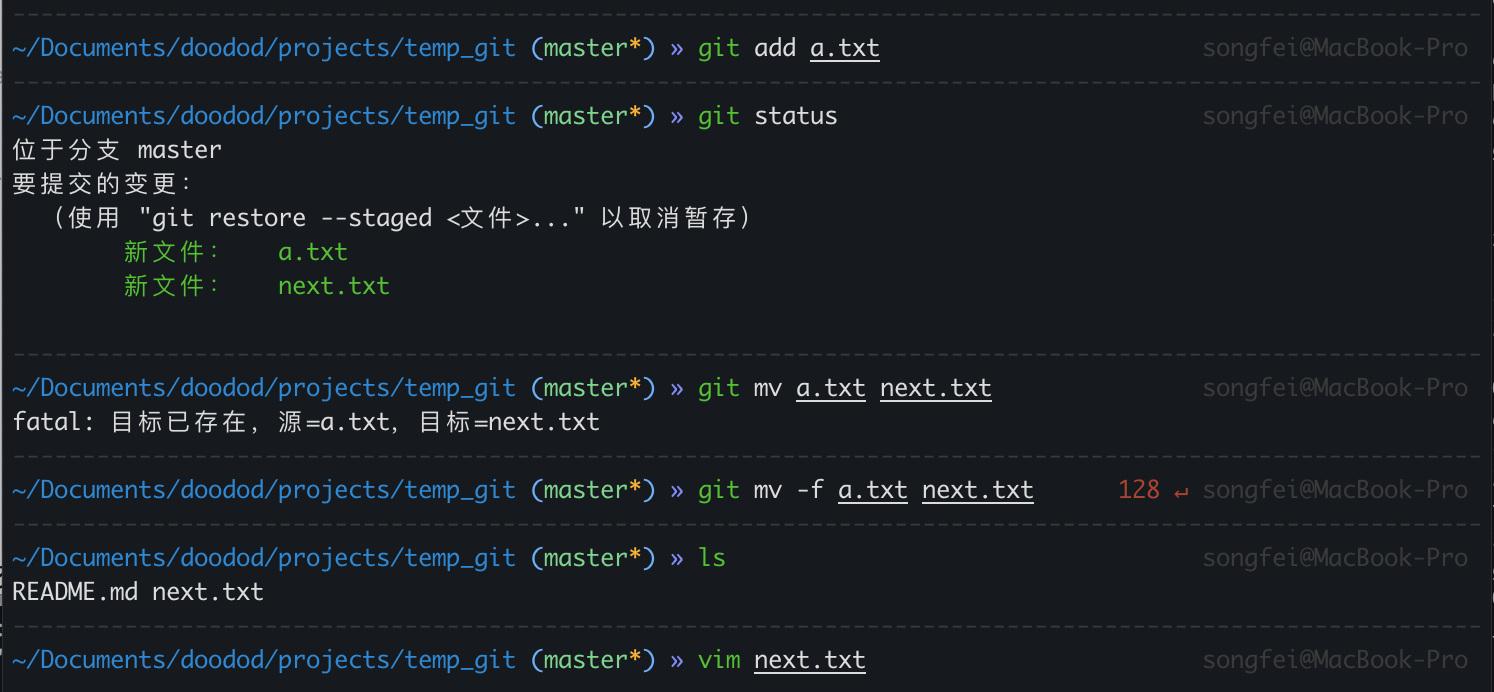 ~/Documents/doodod/projects/temp_git (master*) » git add a.txt songfei@MacBook-Pro
~/Documents/doodod/projects/temp_git (master*) » git status songfei@MacBook-Pro
位于分支 master
要提交的变更：
（使用 "git restore --staged <文件>..." 以取消暂存）
新文件： a.txt
新文件： next.txt
~/Documents/doodod/projects/temp_git (master*) » git mv a.txt next.txt songfei@MacBook-Pro
fatal: 目标已存在，源=a.txt，目标=next.txt
~/Documents/doodod/projects/temp_git (master*) » git mv -f a.txt next.txt 128 ↵ songfei@MacBook-Pro
~/Documents/doodod/projects/temp_git (master*) » ls songfei@MacBook-Pro
README.md next.txt
~/Documents/doodod/projects/temp_git (master*) » vim next.txt songfei@MacBook-Pro